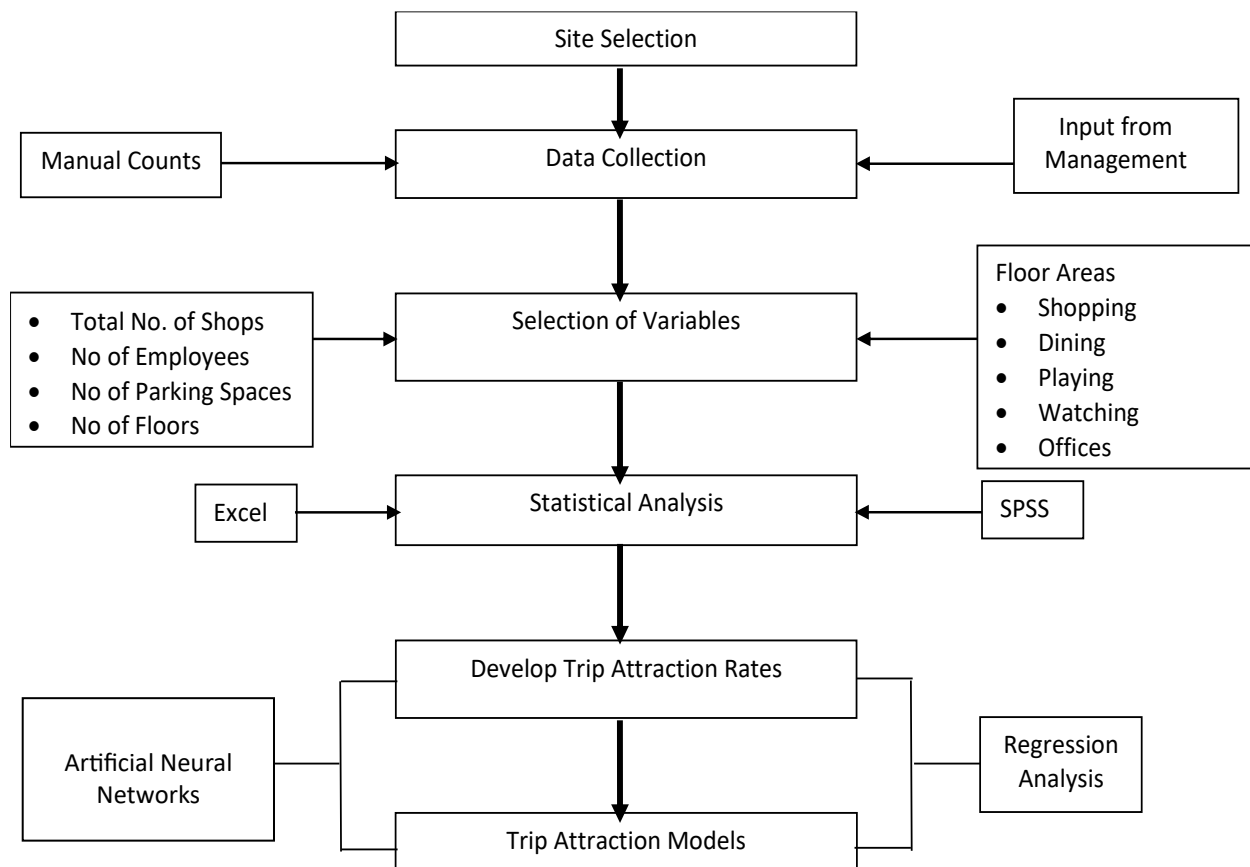 Site Selection
Manual Counts
Data Collection
Input from
Management
• Total No. of Shops
• No of Employees
• No of Parking Spaces
• No of Floors
Selection of Variables
Floor Areas
• Shopping
• Dining
• Playing
• Watching
• Offices
Excel
Statistical Analysis
SPSS
Develop Trip Attraction Rates
Artificial Neural
Networks
Regression
Analysis
Trip Attraction Models